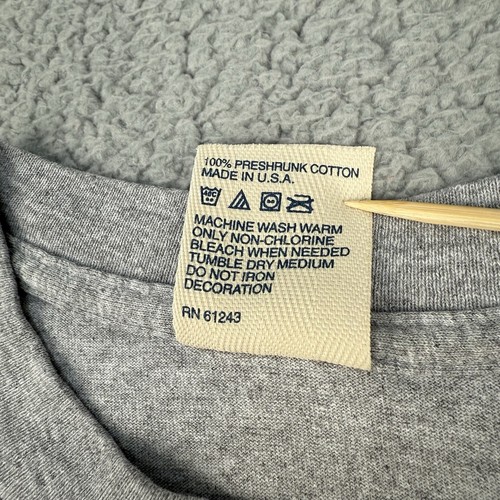 100% PRESHRUNK COTTON
MADE IN U.S.A.
MACHINE WASH WARM
ONLY NON-CHLORINE
BLEACH WHEN NEEDED
TUMBLE DRY MEDIUM
DO NOT IRON
DECORATION
RN 61243